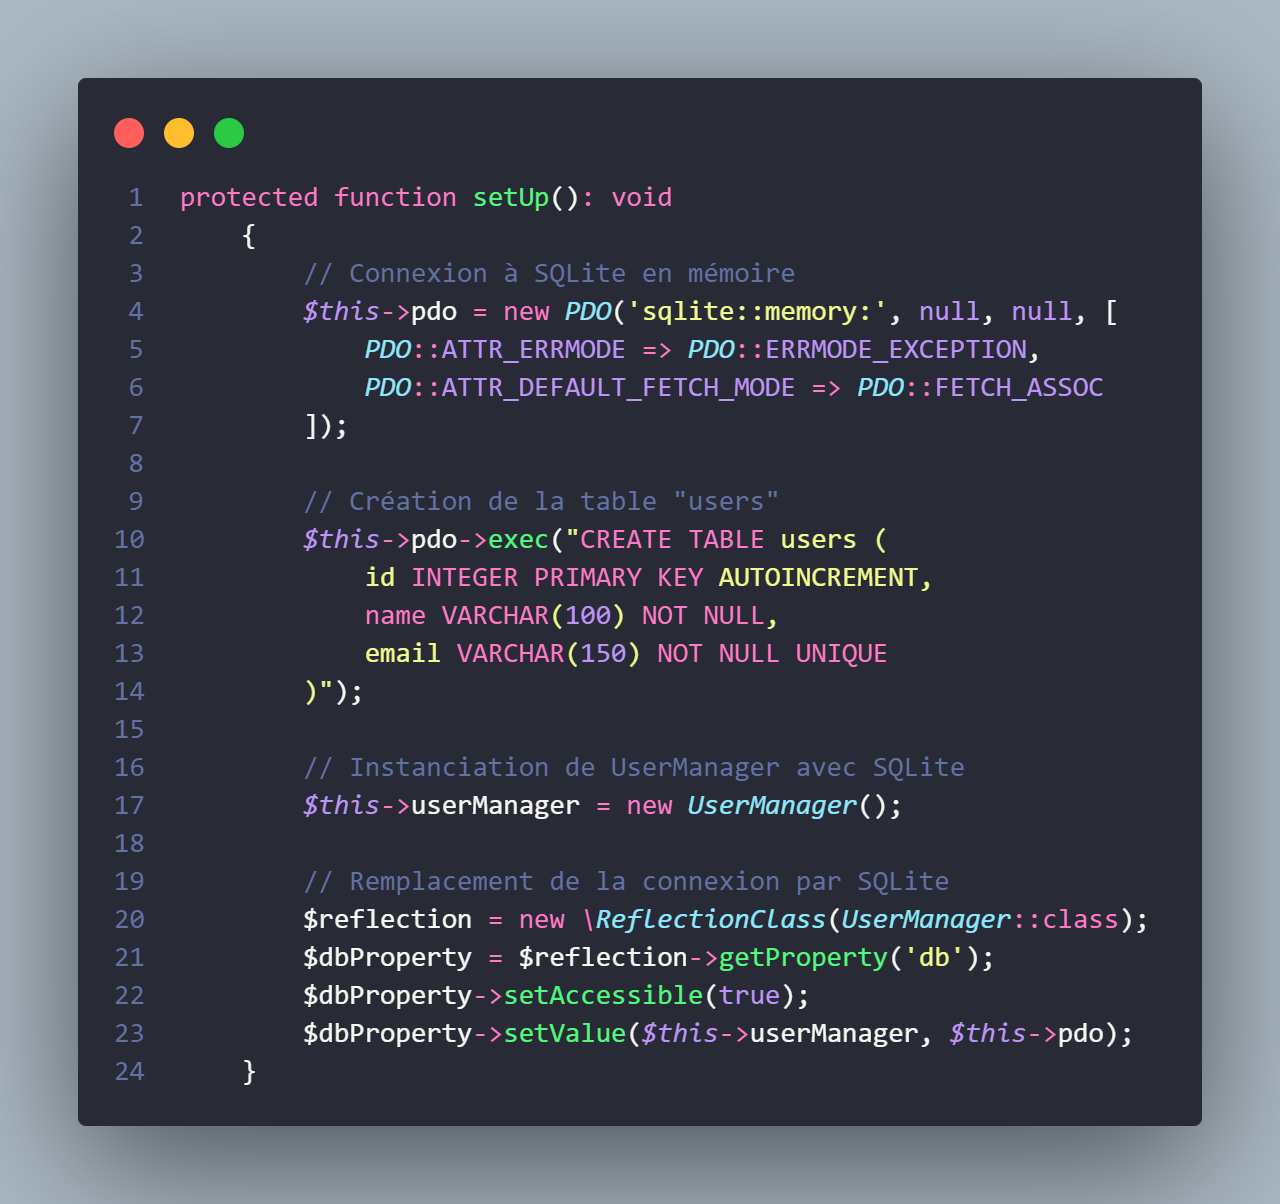 1 protected function setUp(): void
2     {
3         // Connexion à SQLite en mémoire
4         $this->pdo = new PDO('sqlite::memory:', null, null, [
5             PDO::ATTR_ERRMODE => PDO::ERRMODE_EXCEPTION,
6             PDO::ATTR_DEFAULT_FETCH_MODE => PDO::FETCH_ASSOC
7         ]);
8
9         // Création de la table "users"
10         $this->pdo->exec("CREATE TABLE users (
11             id INTEGER PRIMARY KEY AUTOINCREMENT,
12             name VARCHAR(100) NOT NULL,
13             email VARCHAR(150) NOT NULL UNIQUE
14         )");
15
16         // Instanciation de UserManager avec SQLite
17         $this->userManager = new UserManager();
18
19         // Remplacement de la connexion par SQLite
20         $reflection = new \ReflectionClass(UserManager::class);
21         $dbProperty = $reflection->getProperty('db');
22         $dbProperty->setAccessible(true);
23         $dbProperty->setValue($this->userManager, $this->pdo);
24     }